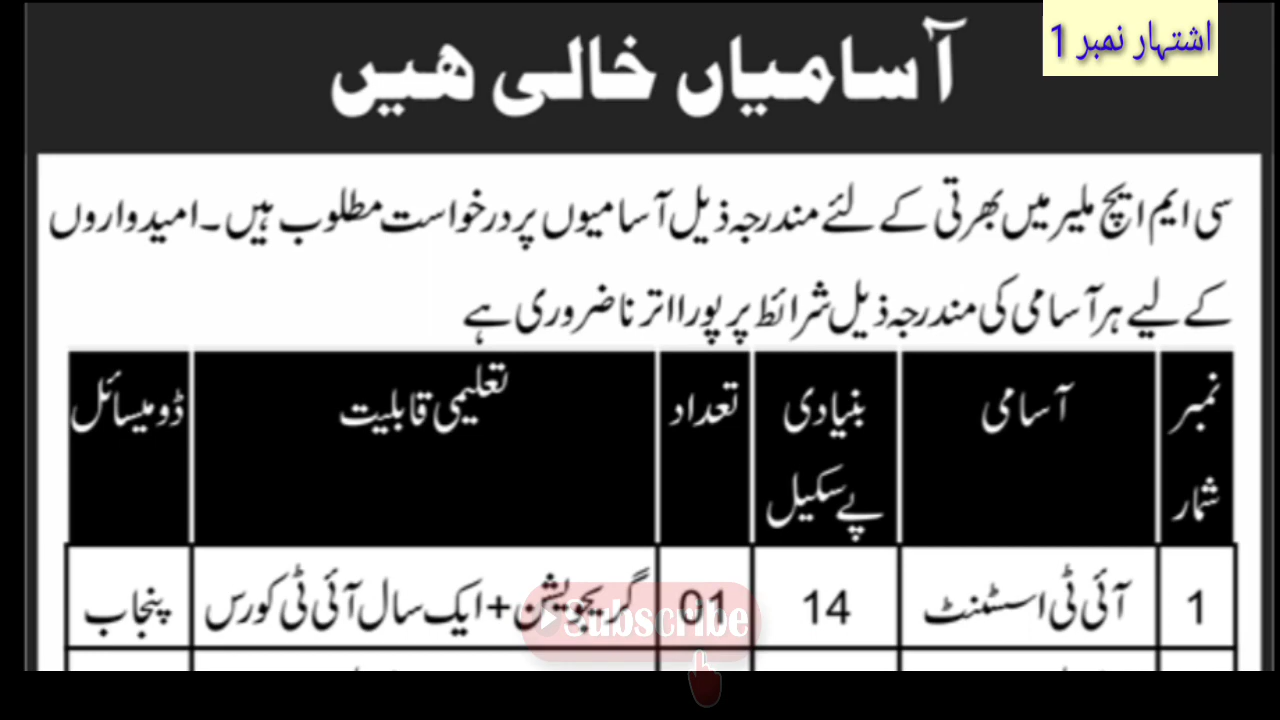 اشتہار نمبر 1
آسامیاں خالی ھیں
سی ایم ایچ ملیر میں بھرتی کے لئے مندرجہ ذیل آسامیوں پر درخواست مطلوب ہیں۔ امیدواروں
کے لیے ہر آسامی کی مندرجہ ذیل شرائط پر پورا اترنا ضروری ہے
نمبر شمار آسامی بنیادی پے سکیل تعداد تعلیمی قابلیت ڈومیسائل
1 آئی ٹی اسسٹنٹ 14 01 گریجویشن + ایک سال آئی ٹی کورس پنجاب
Subscribe